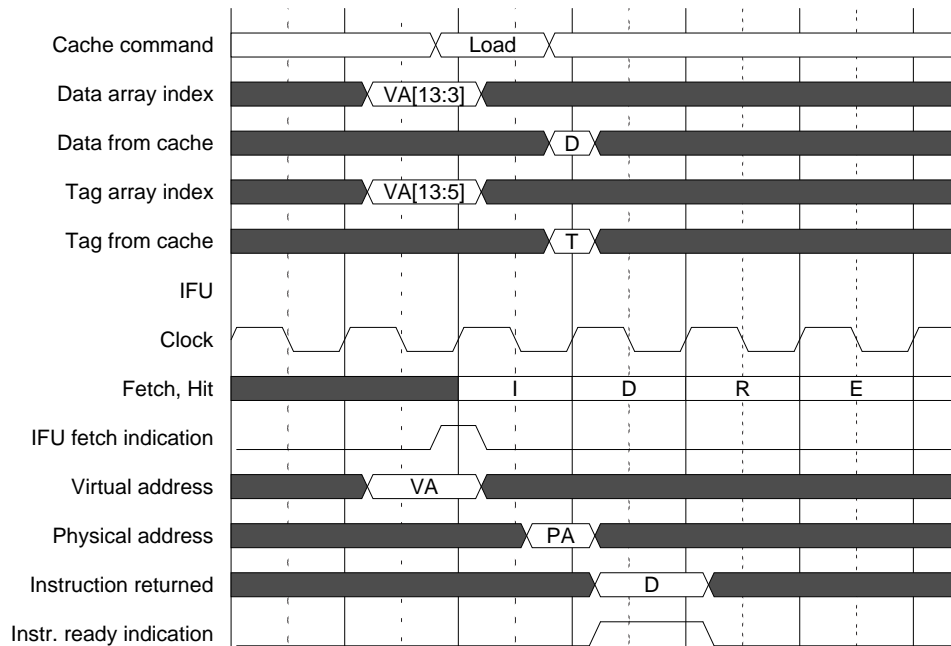 Cache command Load
Data array index VA[13:3]
Data from cache D
Tag array index VA[13:5]
Tag from cache T
IFU
Clock
Fetch, Hit I D R E
IFU fetch indication
Virtual address VA
Physical address PA
Instruction returned D
Instr. ready indication